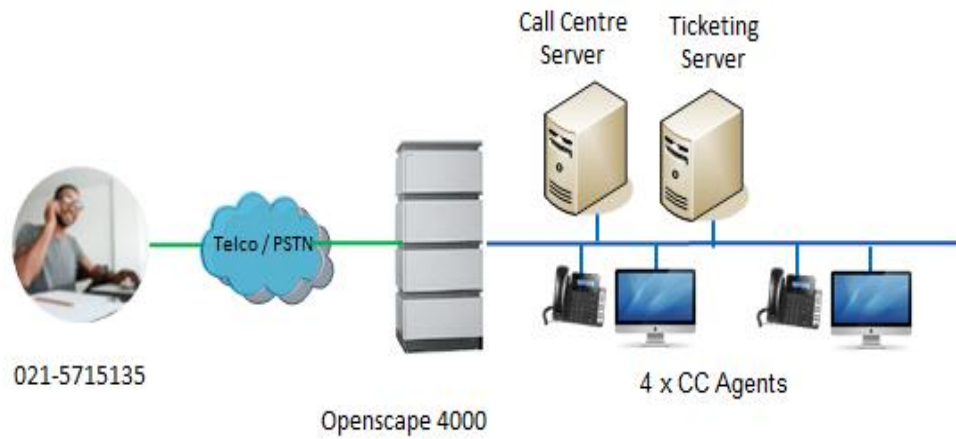 Call Centre
Server
Ticketing
Server
Telco / PSTN
021-5715135
4 x CC Agents
Openscape 4000